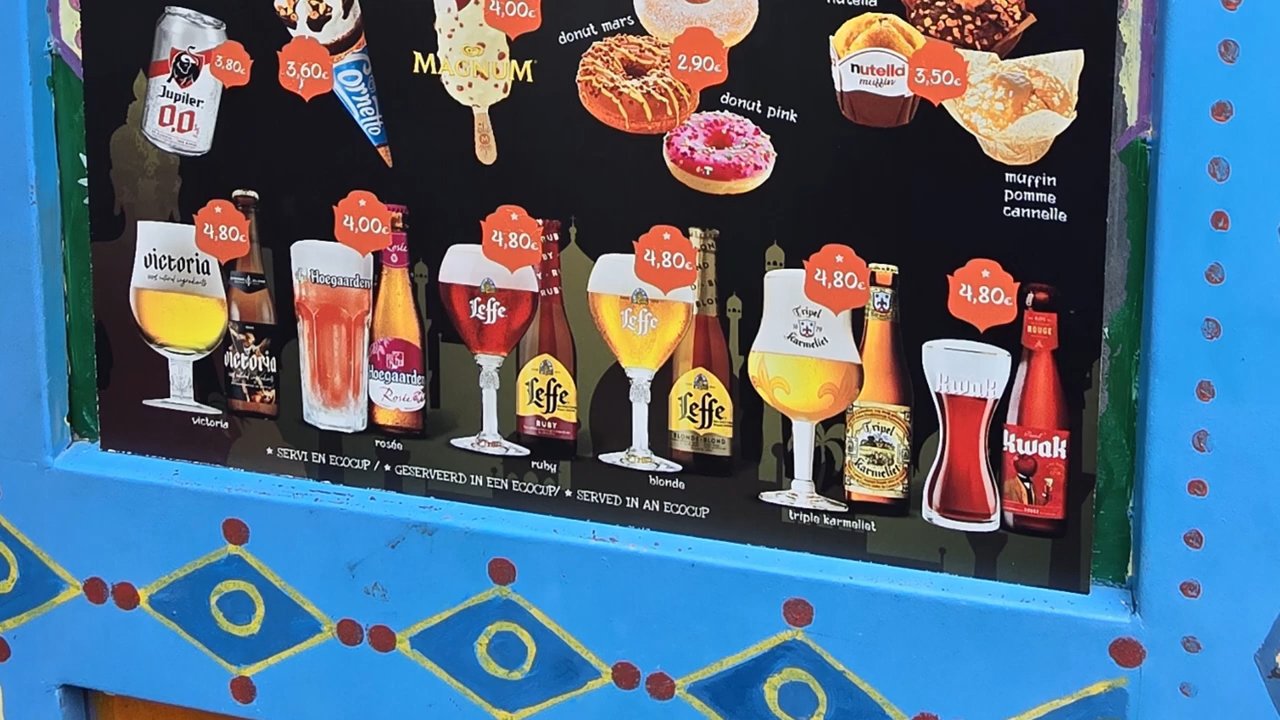 nutella
4,00€
donut mars
3,80€
3,60€
MAGNUM
2,90€
nutella
muffin
3,50€
Jupiler
0,0
Cornetto
donut pink
muffin
pomme
cannelle
4,80€
4,00€
4,80€
4,80€
4,80€
4,80€
victoria
Hoegaarden
Leffe
Leffe
Tripel
Karmeliet
kwak
ROUGE
victoria
Hoegaarden
Rosée
Leffe
RUBY
Leffe
BLONDE·BLOND
Tripel
Karmeliet
kwak
victoria
rosée
ruby
blonde
triple karmeliet
* SERVI EN ECOCUP / * GESERVEERD IN EEN ECOCUP/ * SERVED IN AN ECOCUP